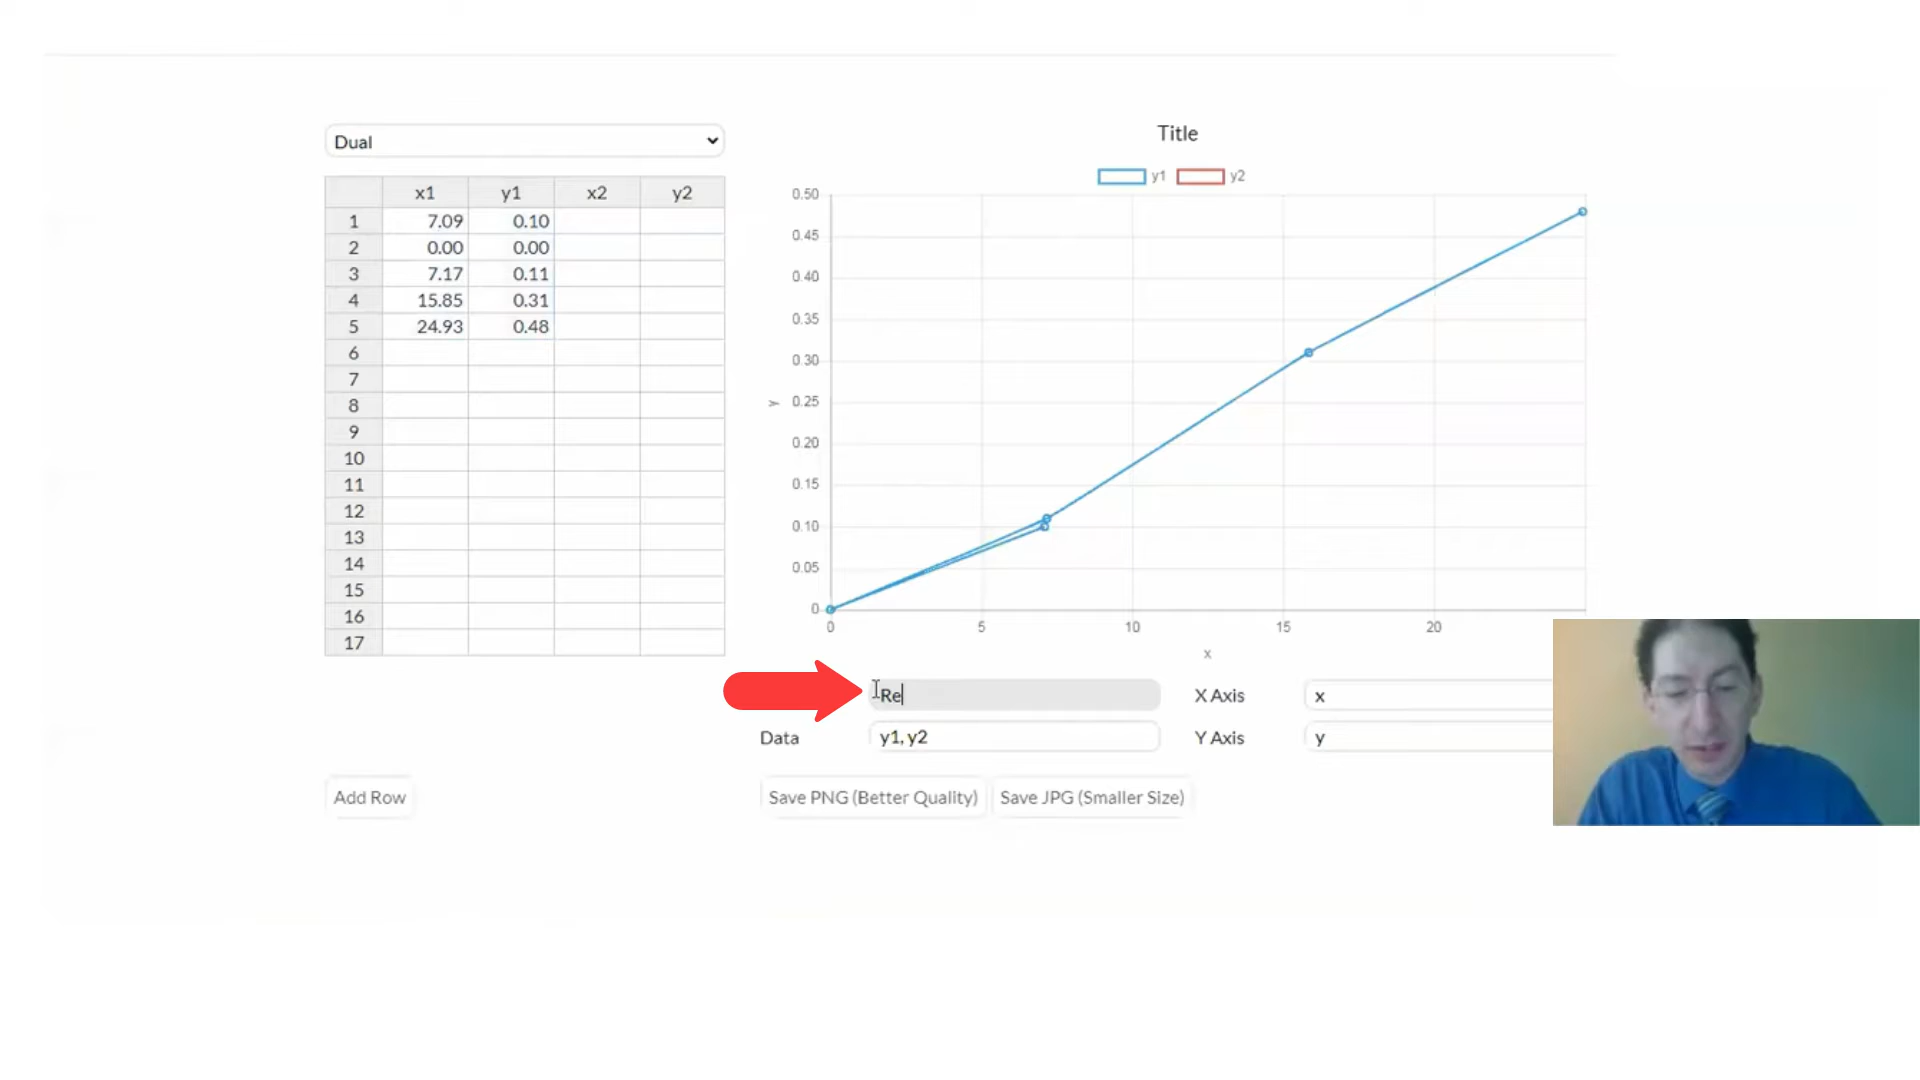 Dual
x1 y1 x2 y2
1 7.09 0.10
2 0.00 0.00
3 7.17 0.11
4 15.85 0.31
5 24.93 0.48
6
7
8
9
10
11
12
13
14
15
16
17
Add Row
Title
y1 y2
0.50
0.45
0.40
0.35
0.30
y 0.25
0.20
0.15
0.10
0.05
0
0 5 10 15 20
x
Re X Axis x
Data y1, y2 Y Axis y
Save PNG (Better Quality) Save JPG (Smaller Size)